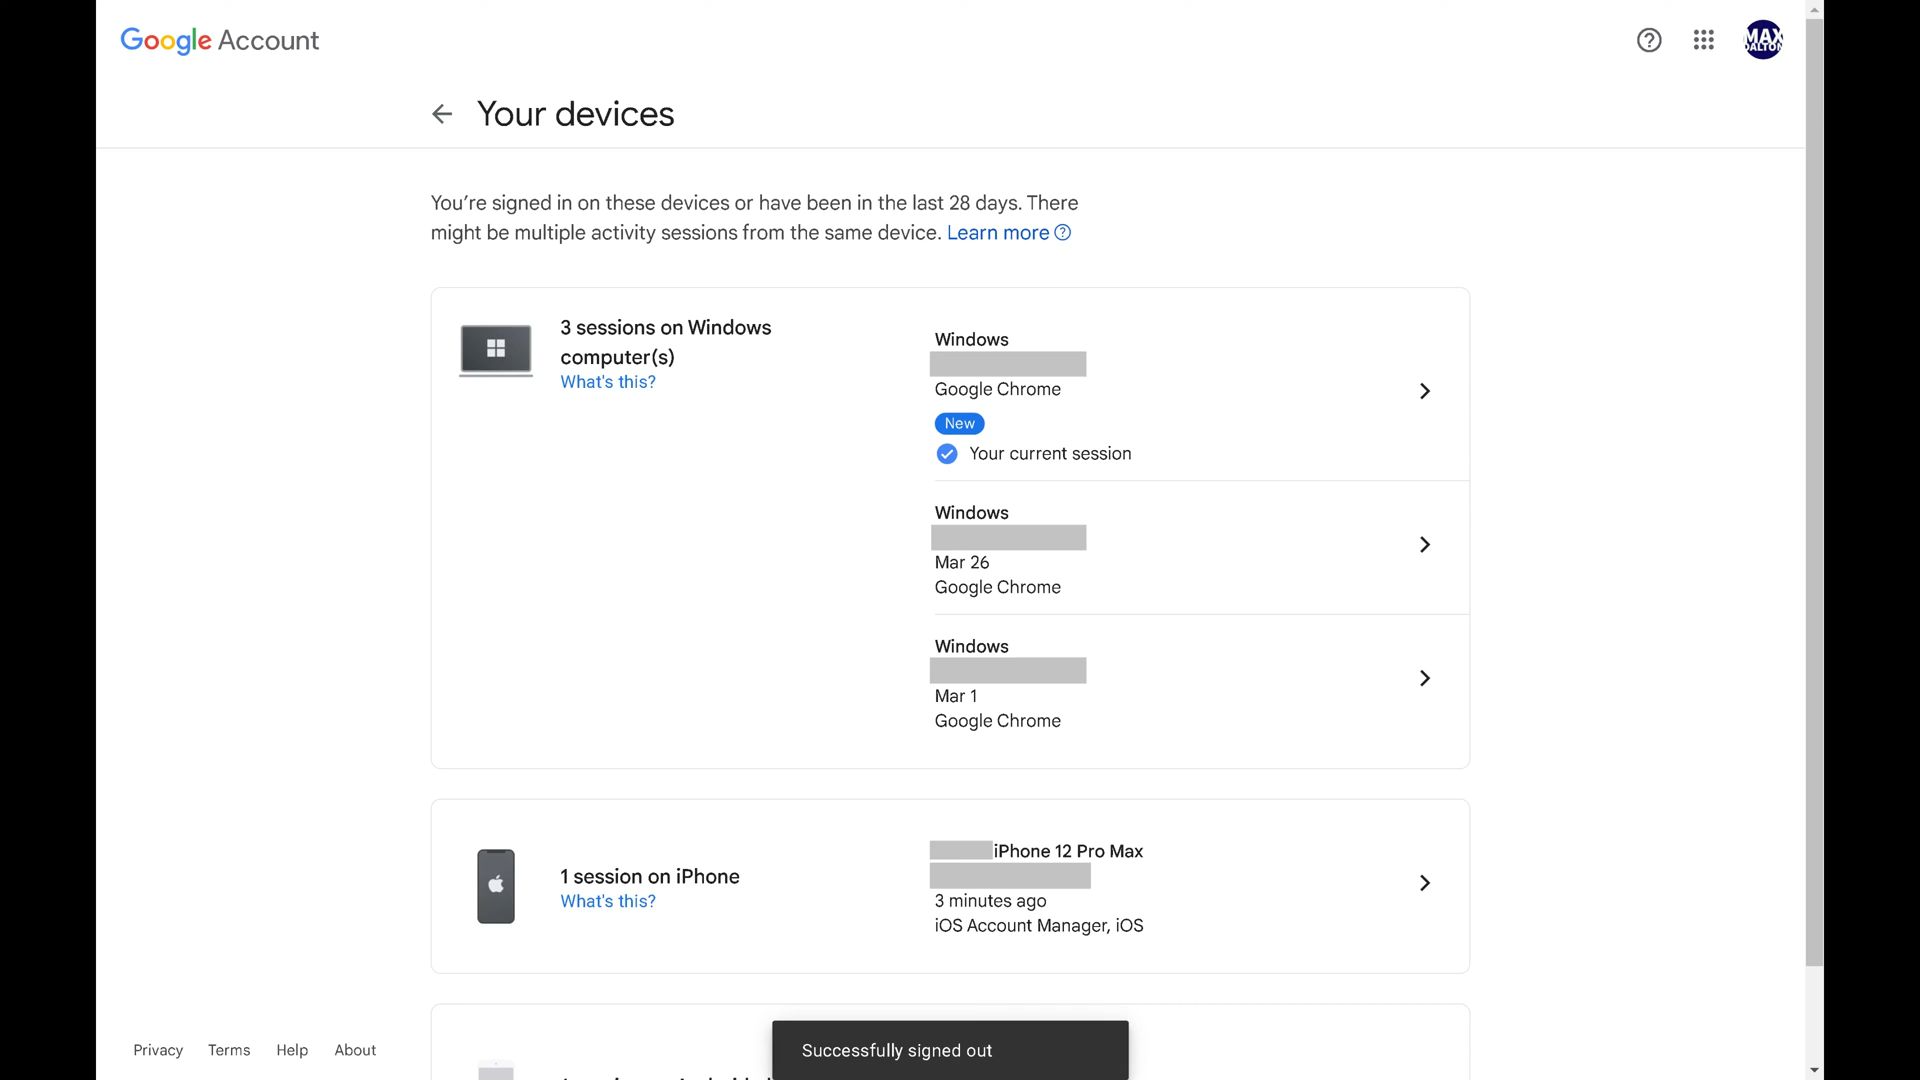 Google Account
MAX
DALTON
Your devices
You're signed in on these devices or have been in the last 28 days. There
might be multiple activity sessions from the same device. Learn more
3 sessions on Windows
computer(s)
What's this?
Windows
Google Chrome
New
Your current session
Windows
Mar 26
Google Chrome
Windows
Mar 1
Google Chrome
1 session on iPhone
What's this?
iPhone 12 Pro Max
3 minutes ago
iOS Account Manager, iOS
Privacy Terms Help About
Successfully signed out